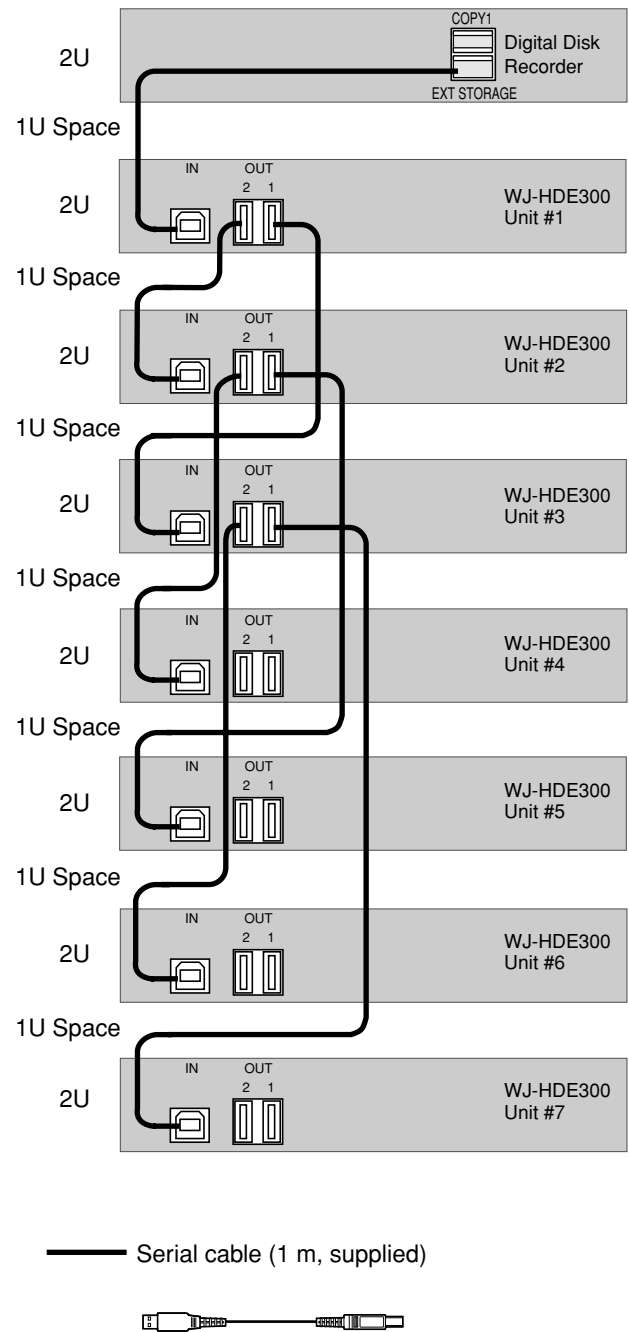 COPY1
2U
Digital Disk
Recorder
EXT STORAGE
1U Space
IN OUT
2 1
2U
WJ-HDE300
Unit #1
1U Space
IN OUT
2 1
2U
WJ-HDE300
Unit #2
1U Space
IN OUT
2 1
2U
WJ-HDE300
Unit #3
1U Space
IN OUT
2 1
2U
WJ-HDE300
Unit #4
1U Space
IN OUT
2 1
2U
WJ-HDE300
Unit #5
1U Space
IN OUT
2 1
2U
WJ-HDE300
Unit #6
1U Space
IN OUT
2 1
2U
WJ-HDE300
Unit #7
Serial cable (1 m, supplied)